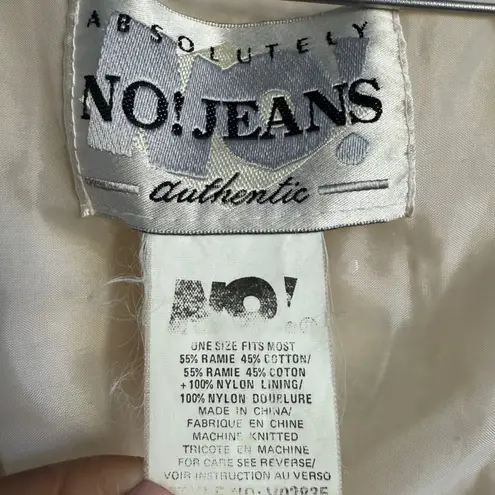 ABSOLUTELY
NO! JEANS
authentic
NO!
ONE SIZE FITS MOST
55% RAMIE 45% COTTON/
55% RAMIE 45% COTON
+100% NYLON LINING/
100% NYLON DOUBLURE
MADE IN CHINA/
FABRIQUE EN CHINE
MACHINE KNITTED
TRICOTE EN MACHINE
FOR CARE SEE REVERSE/
VOIR INSTRUCTION AU VERSO
STYLE NO: